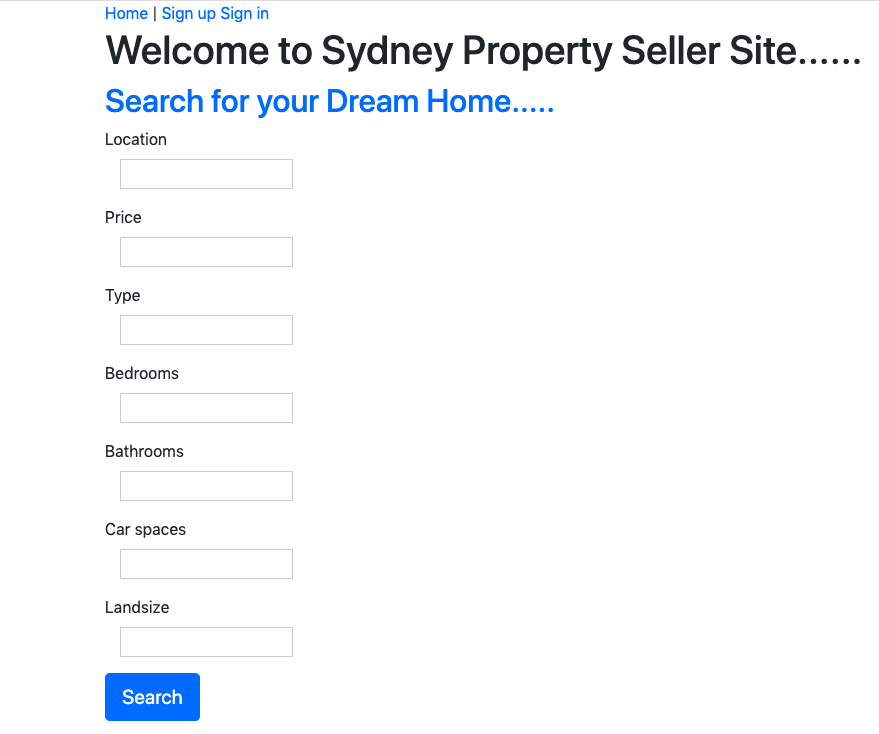 Home | Sign up Sign in
Welcome to Sydney Property Seller Site......
Search for your Dream Home.....
Location
Price
Type
Bedrooms
Bathrooms
Car spaces
Landsize
Search